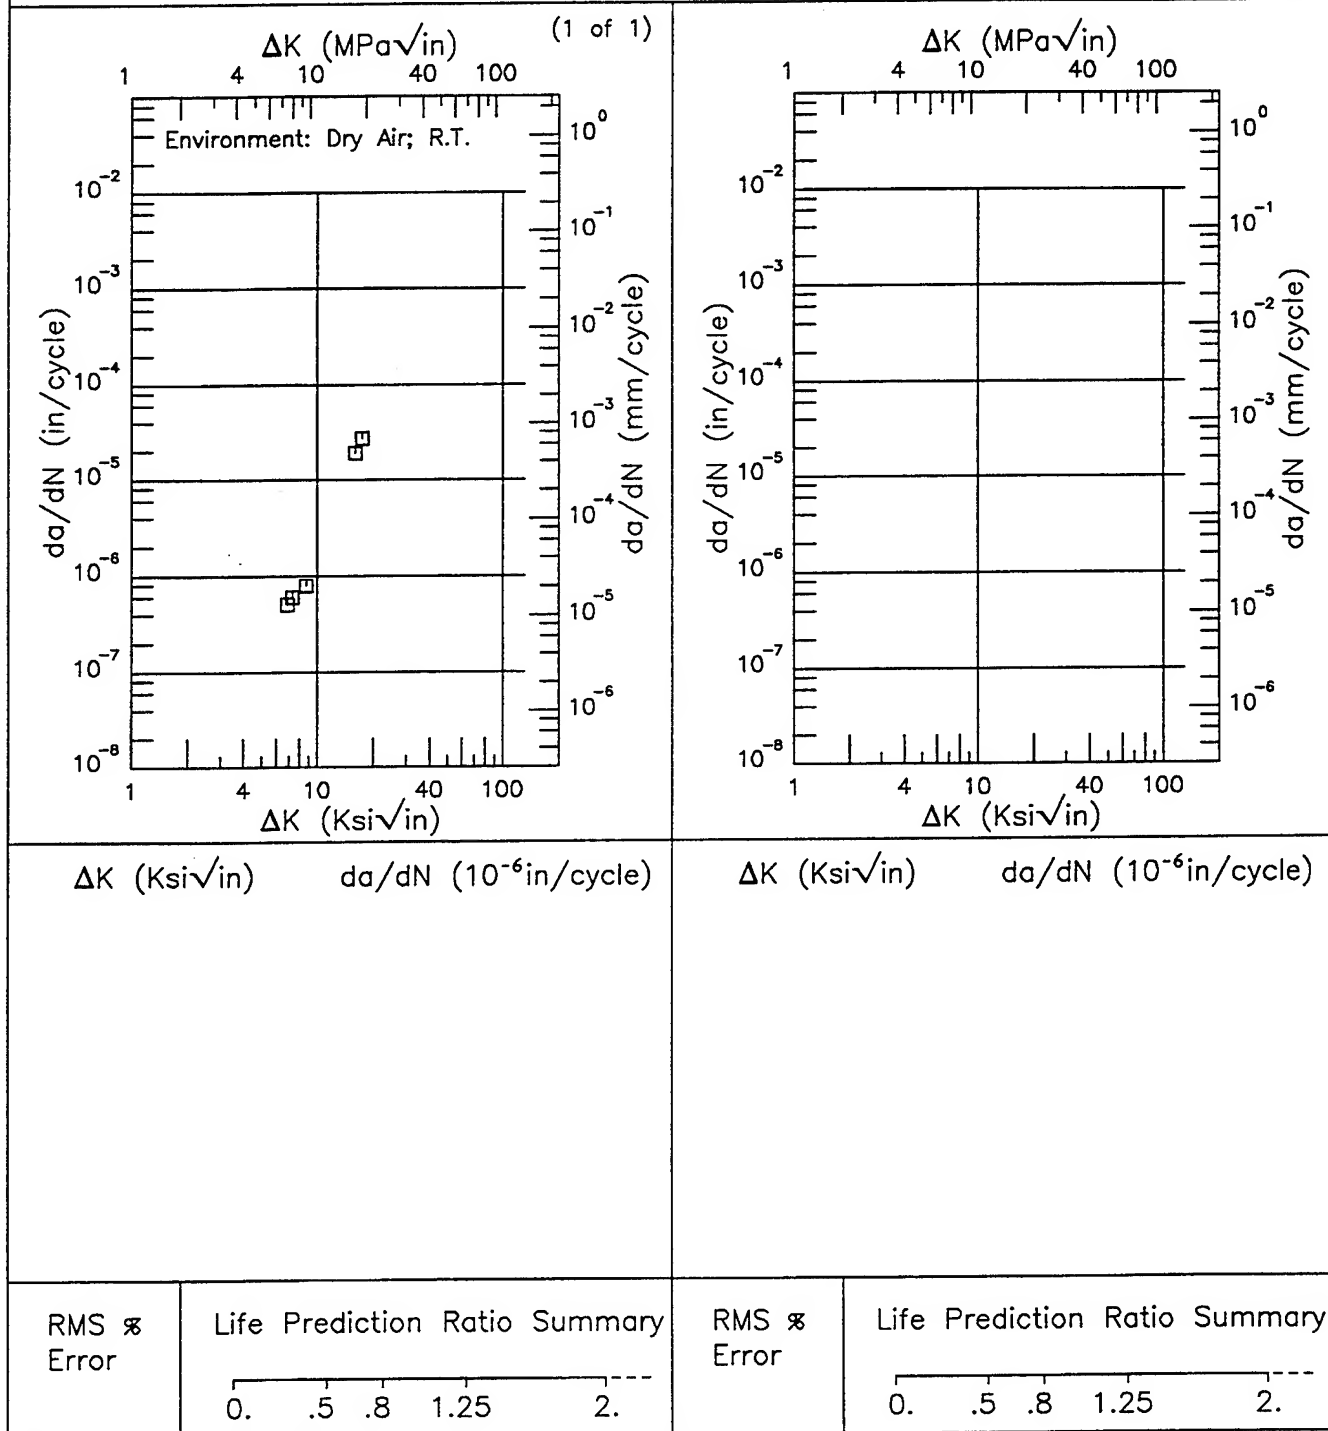 (1 of 1)
ΔK (MPa√in)
1 4 10 40 100
Environment: Dry Air; R.T.
10⁻²
10⁻³
10⁻⁴
10⁻⁵
10⁻⁶
10⁻⁷
10⁻⁸
da/dN (in/cycle)
10⁰
10⁻¹
10⁻²
10⁻³
10⁻⁴
10⁻⁵
10⁻⁶
da/dN (mm/cycle)
1 4 10 40 100
ΔK (Ksi√in)
ΔK (MPa√in)
1 4 10 40 100
10⁻²
10⁻³
10⁻⁴
10⁻⁵
10⁻⁶
10⁻⁷
10⁻⁸
da/dN (in/cycle)
10⁰
10⁻¹
10⁻²
10⁻³
10⁻⁴
10⁻⁵
10⁻⁶
da/dN (mm/cycle)
1 4 10 40 100
ΔK (Ksi√in)
ΔK (Ksi√in) da/dN (10⁻⁶in/cycle)
ΔK (Ksi√in) da/dN (10⁻⁶in/cycle)
RMS %
Error
Life Prediction Ratio Summary
0. .5 .8 1.25 2.
RMS %
Error
Life Prediction Ratio Summary
0. .5 .8 1.25 2.